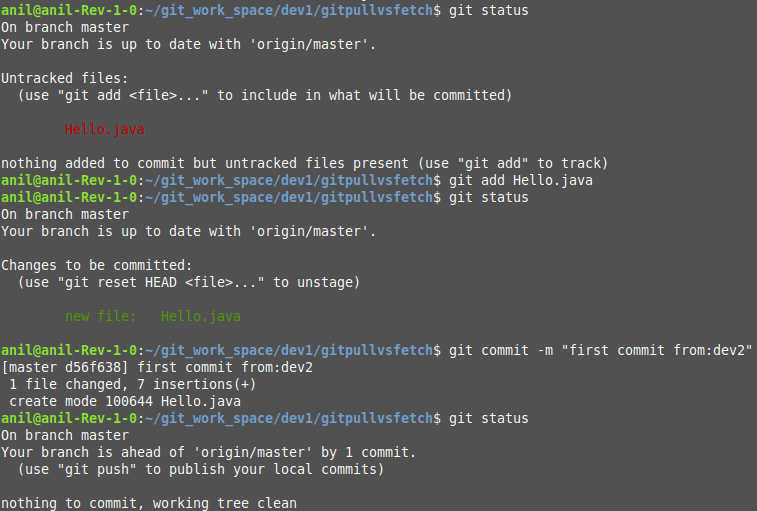 anil@anil-Rev-1-0:~/git_work_space/dev1/gitpullvsfetch$ git status
On branch master
Your branch is up to date with 'origin/master'.
Untracked files:
  (use "git add <file>..." to include in what will be committed)
        Hello.java
nothing added to commit but untracked files present (use "git add" to track)
anil@anil-Rev-1-0:~/git_work_space/dev1/gitpullvsfetch$ git add Hello.java
anil@anil-Rev-1-0:~/git_work_space/dev1/gitpullvsfetch$ git status
On branch master
Your branch is up to date with 'origin/master'.
Changes to be committed:
  (use "git reset HEAD <file>..." to unstage)
        new file:   Hello.java
anil@anil-Rev-1-0:~/git_work_space/dev1/gitpullvsfetch$ git commit -m "first commit from:dev2"
[master d56f638] first commit from:dev2
 1 file changed, 7 insertions(+)
 create mode 100644 Hello.java
anil@anil-Rev-1-0:~/git_work_space/dev1/gitpullvsfetch$ git status
On branch master
Your branch is ahead of 'origin/master' by 1 commit.
  (use "git push" to publish your local commits)
nothing to commit, working tree clean